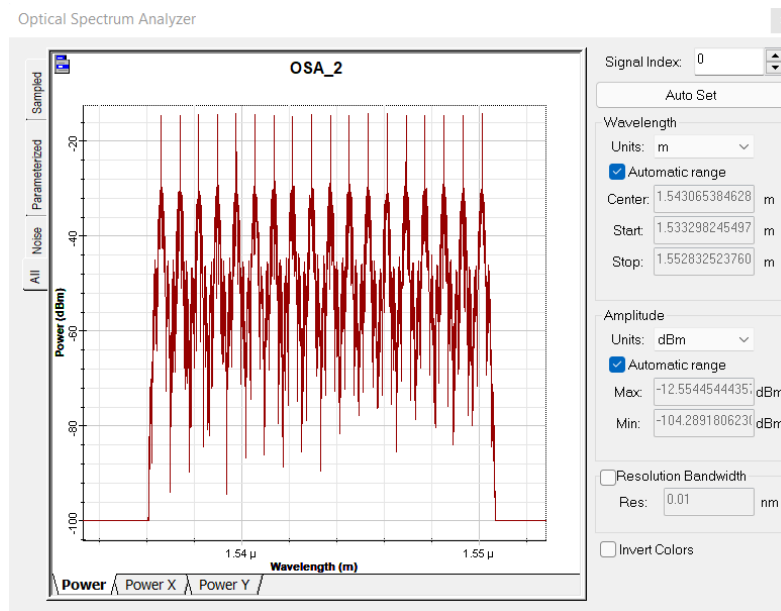 Optical Spectrum Analyzer
OSA_2
Sampled
Parameterized
Noise
All
Power (dBm)
-20
-40
-60
-80
-100
1.54 µ
1.55 µ
Wavelength (m)
Power
Power X
Power Y
Signal Index: 0
Auto Set
Wavelength
Units: m
Automatic range
Center: 1.543065384628 m
Start: 1.533298245497 m
Stop: 1.552832523760 m
Amplitude
Units: dBm
Automatic range
Max: -12.5544544435 dBm
Min: -104.289180623 dBm
Resolution Bandwidth
Res: 0.01 nm
Invert Colors